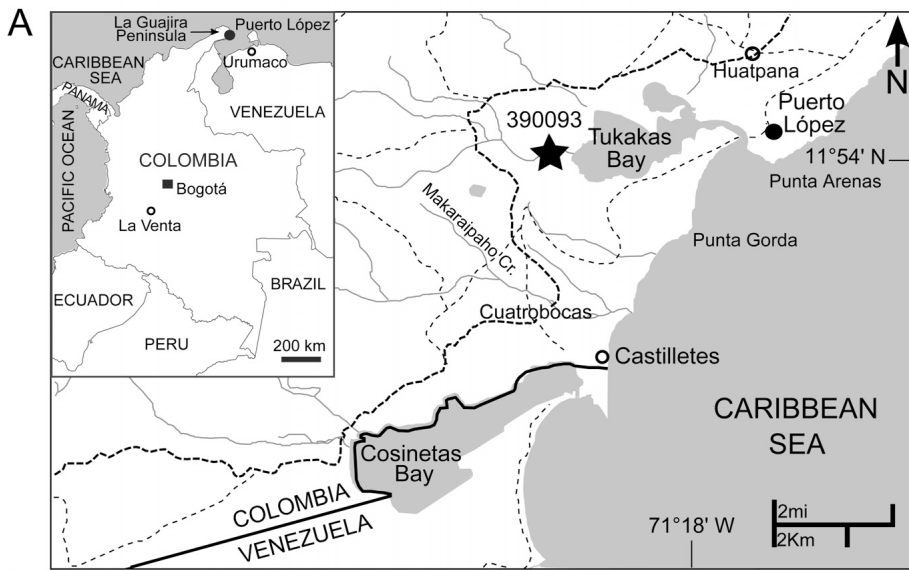 A
La Guajira
Peninsula
Puerto López
Urumaco
CARIBBEAN
SEA
PANAMA
VENEZUELA
PACIFIC OCEAN
COLOMBIA
Bogotá
La Venta
BRAZIL
ECUADOR
PERU
200 km
Huatpana
N
390093
Tukakas
Bay
Puerto
López
11°54' N
Punta Arenas
Makaraipaho Cr.
Punta Gorda
Cuatrobocas
Castilletes
CARIBBEAN
SEA
Cosinetas
Bay
COLOMBIA
VENEZUELA
71°18' W
2mi
2Km